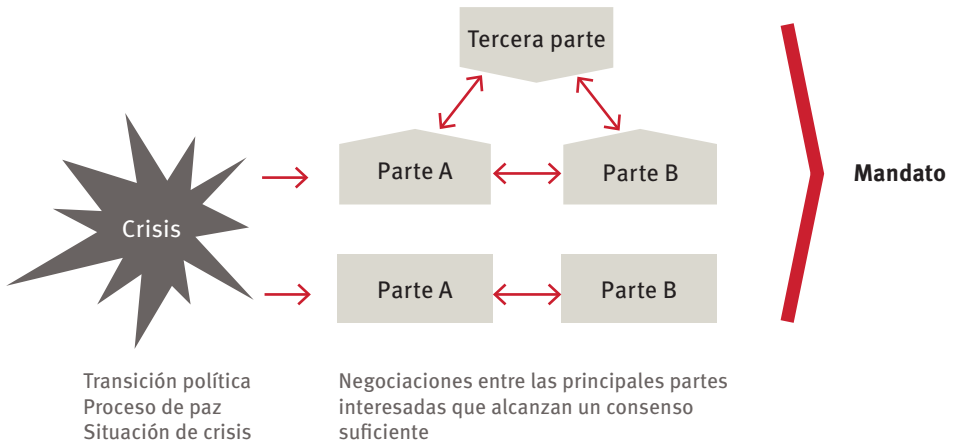 Tercera parte
Parte A
Parte B
Mandato
Crisis
Parte A
Parte B
Transición política
Proceso de paz
Situación de crisis
Negociaciones entre las principales partes
interesadas que alcanzan un consenso
suficiente